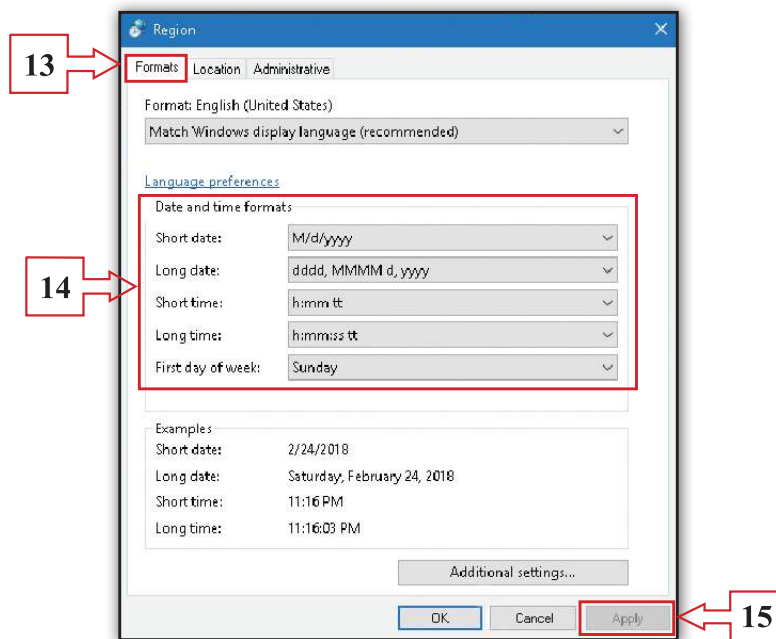 Region
13
Formats Location Administrative
Format: English (United States)
Match Windows display language (recommended)
Language preferences
Date and time formats
Short date: M/d/yyyy
14
Long date: dddd, MMMM d, yyyy
Short time: h:mm tt
Long time: h:mm:ss tt
First day of week: Sunday
Examples
Short date: 2/24/2018
Long date: Saturday, February 24, 2018
Short time: 11:16 PM
Long time: 11:16:03 PM
Additional settings...
OK Cancel Apply
15